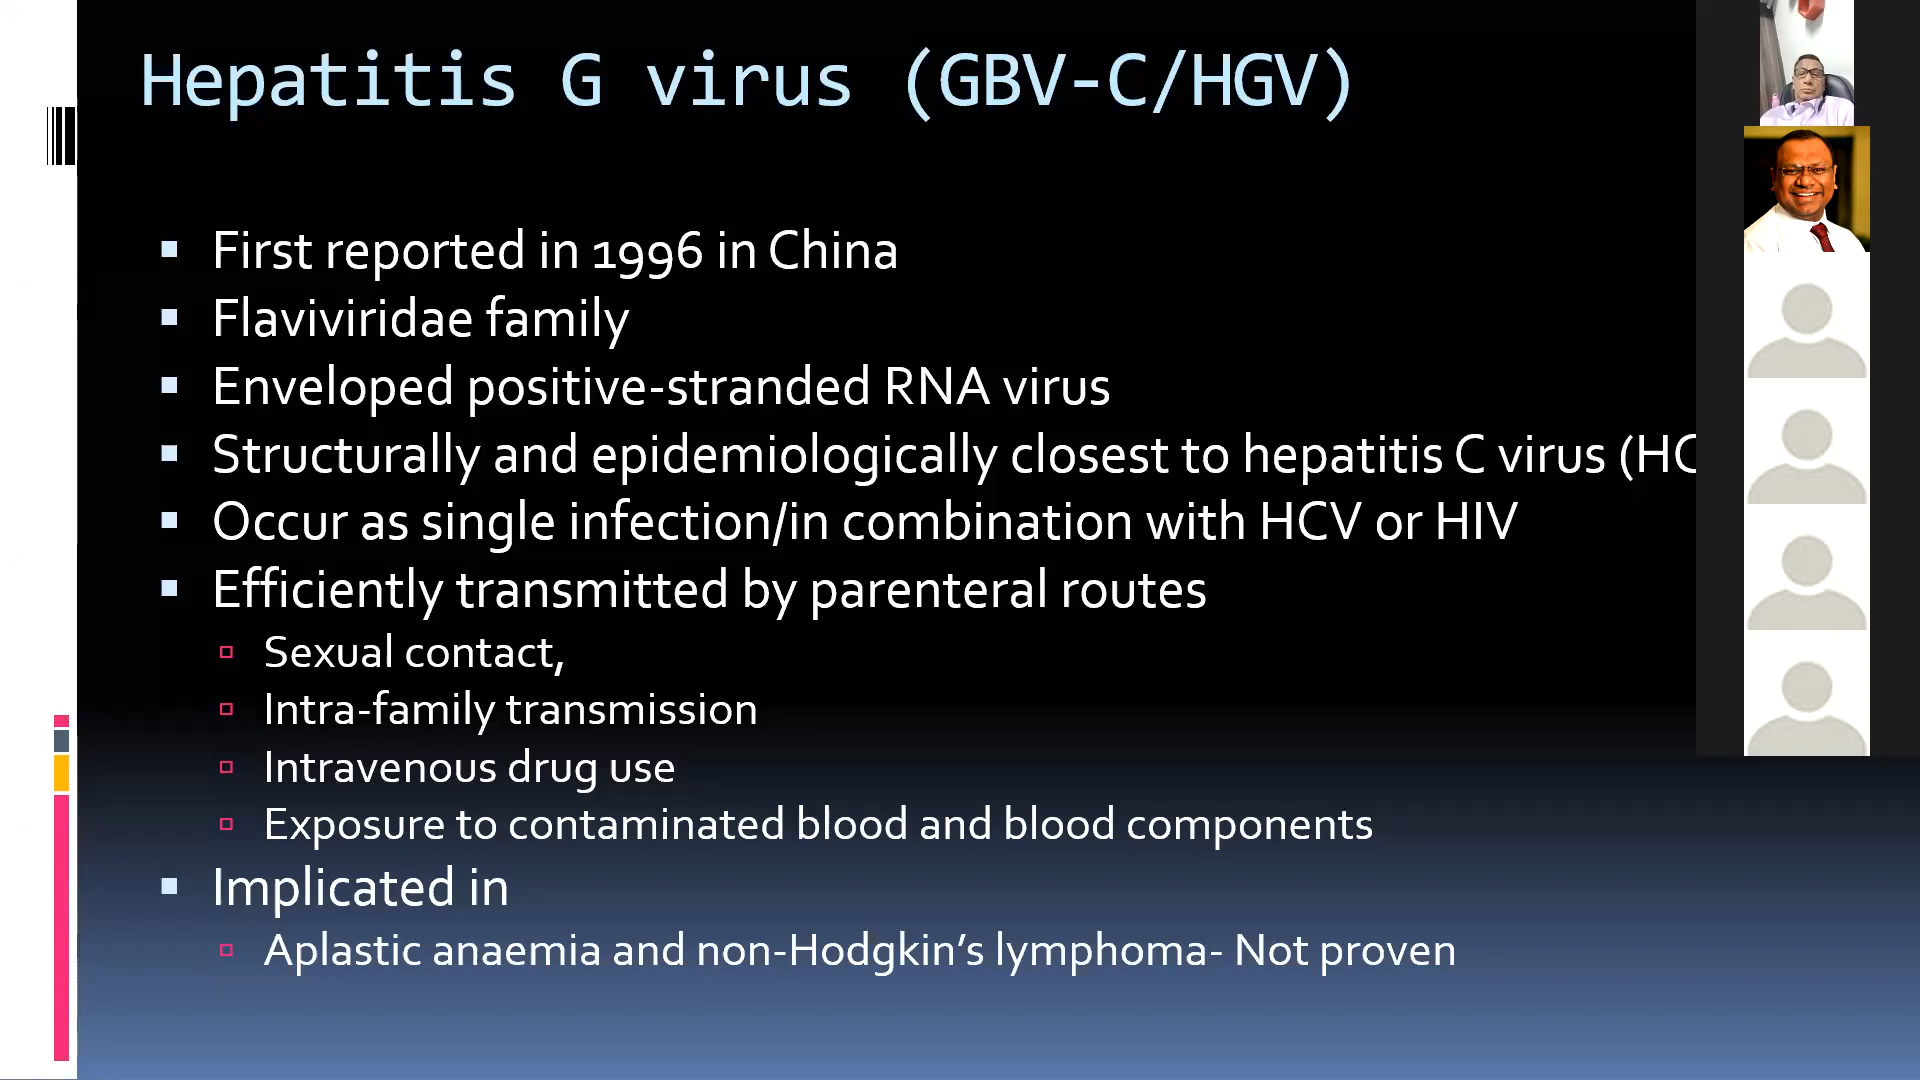 Hepatitis G virus (GBV-C/HGV)
First reported in 1996 in China
Flaviviridae family
Enveloped positive-stranded RNA virus
Structurally and epidemiologically closest to hepatitis C virus
Occur as single infection/in combination with HCV or HIV
Efficiently transmitted by parenteral routes
Sexual contact,
Intra-family transmission
Intravenous drug use
Exposure to contaminated blood and blood components
Implicated in
Aplastic anaemia and non-Hodgkin’s lymphoma- Not proven